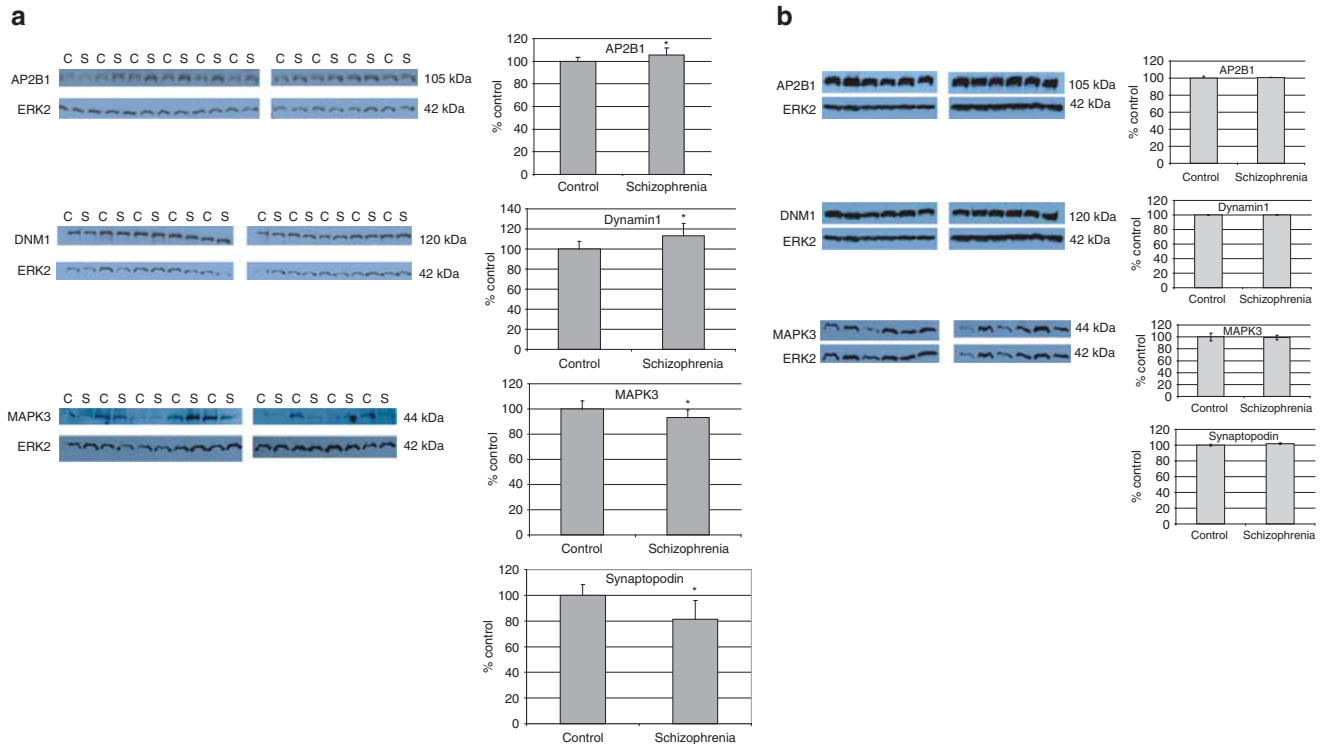 a
C S C S C S C S C S C S
C S S C S C S C S
AP2B1
105 kDa
ERK2
42 kDa
AP2B1
*
% control
120
100
80
60
40
20
0
Control
Schizophrenia
C S C S C S C S C S
C S C S C S C S C S
DNM1
120 kDa
ERK2
42 kDa
Dynamin1
*
% control
140
120
100
80
60
40
20
0
Control
Schizophrenia
C S C S C S C S C S
C S C S C S C S
MAPK3
44 kDa
ERK2
42 kDa
MAPK3
*
% control
120
100
80
60
40
20
0
Control
Schizophrenia
Synaptopodin
*
% control
120
100
80
60
40
20
0
Control
Schizophrenia
b
AP2B1
105 kDa
ERK2
42 kDa
AP2B1
% control
120
100
80
60
40
20
0
Control
Schizophrenia
DNM1
120 kDa
ERK2
42 kDa
Dynamin1
% control
120
100
80
60
40
20
0
Control
Schizophrenia
MAPK3
44 kDa
ERK2
42 kDa
MAPK3
% control
120
100
80
60
40
20
0
Control
Schizophrenia
Synaptopodin
% control
120
100
80
60
40
20
0
Control
Schizophrenia